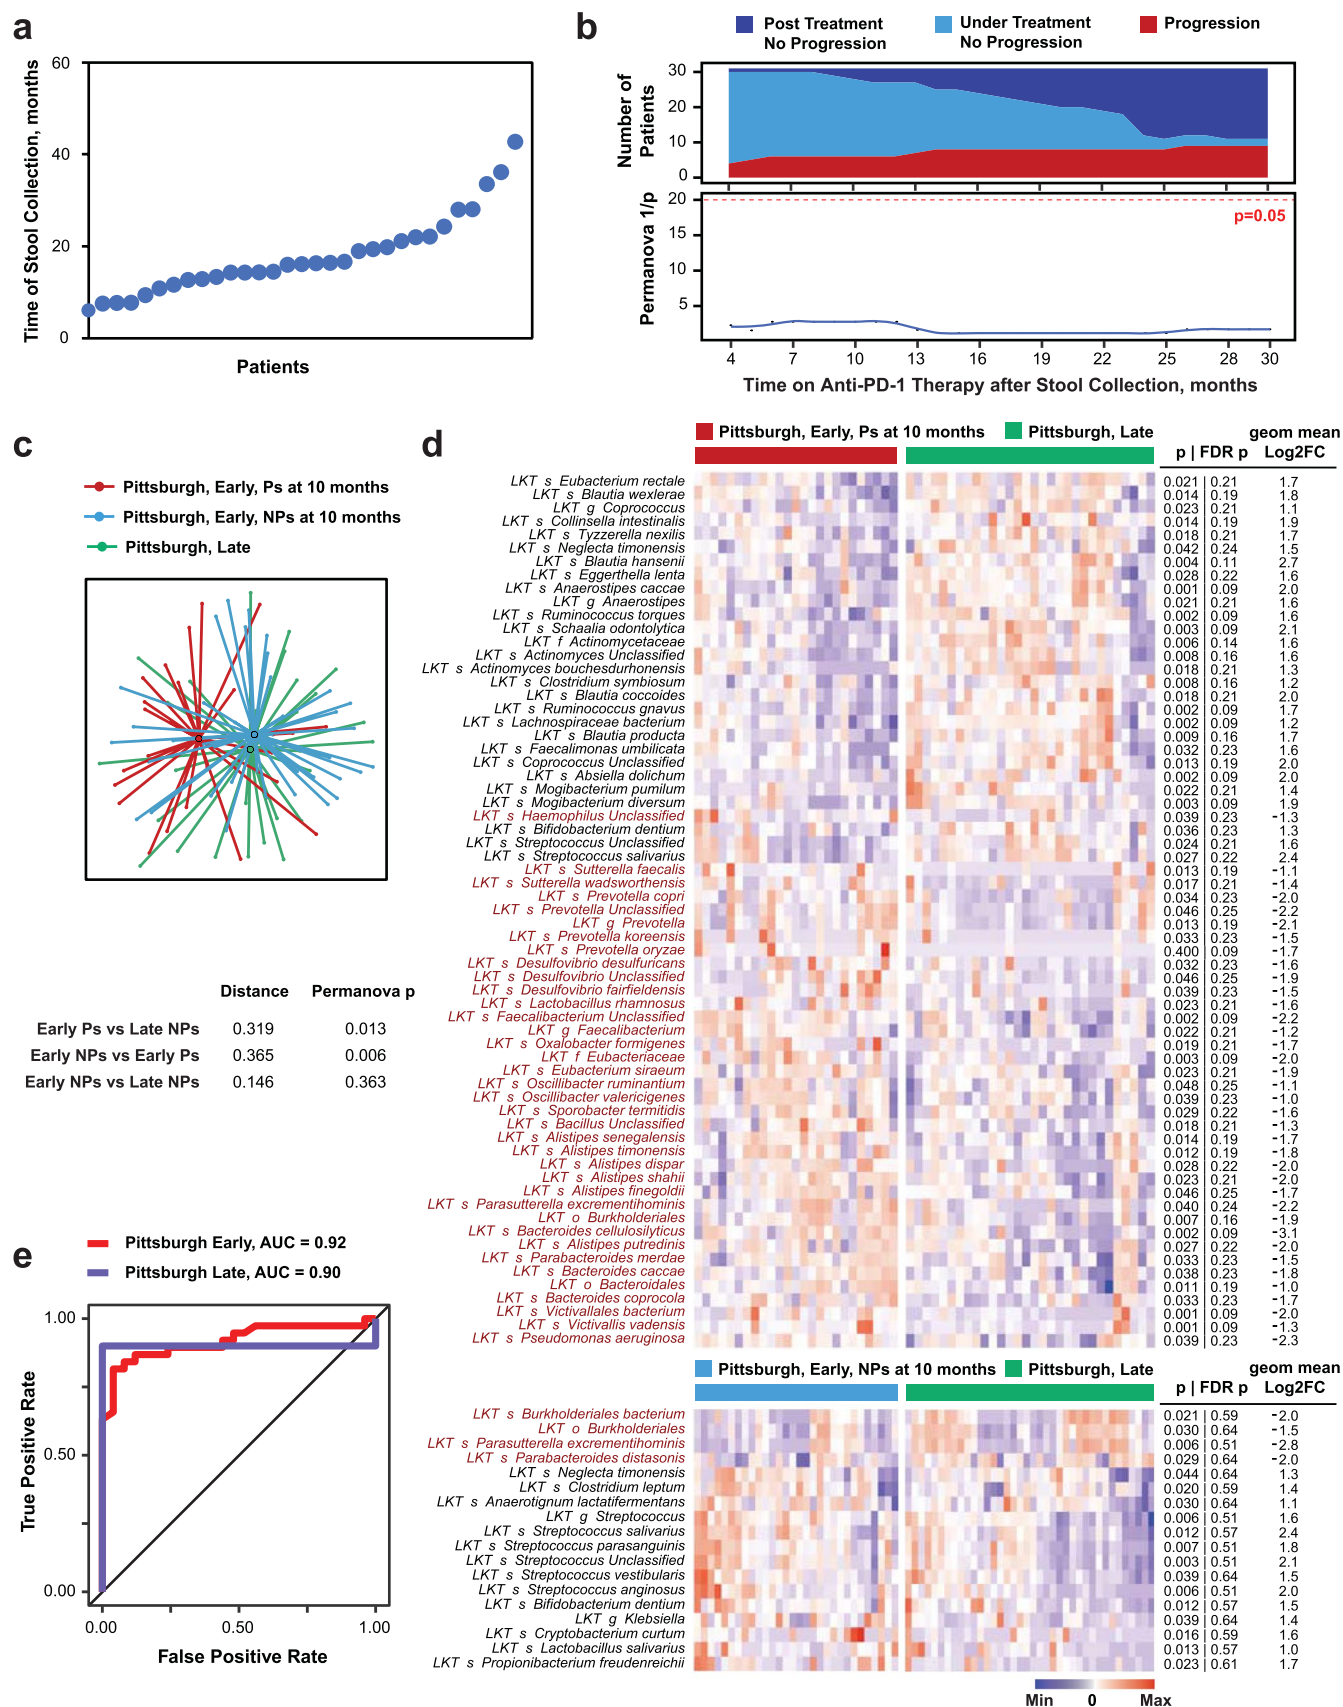 a
Time of Stool Collection, months
60
40
20
0
Patients
b
Post Treatment
No Progression
Under Treatment
No Progression
Progression
Number of
Patients
30
20
10
0
Permanova 1/p
20
15
10
5
p=0.05
4 7 10 13 16 19 22 25 28 30
Time on Anti-PD-1 Therapy after Stool Collection, months
c
Pittsburgh, Early, Ps at 10 months
Pittsburgh, Early, NPs at 10 months
Pittsburgh, Late
Distance Permanova p
Early Ps vs Late NPs 0.319 0.013
Early NPs vs Early Ps 0.365 0.006
Early NPs vs Late NPs 0.146 0.363
d
Pittsburgh, Early, Ps at 10 months Pittsburgh, Late
p | FDR p
geom mean
Log2FC
LKT s Eubacterium rectale 0.021 | 0.21 1.7
LKT s Blautia wexlerae 0.014 | 0.19 1.8
LKT g Coprococcus 0.023 | 0.21 1.1
LKT s Collinsella intestinalis 0.014 | 0.19 1.9
LKT s Tyzzerella nexilis 0.018 | 0.21 1.7
LKT s Neglecta timonensis 0.042 | 0.24 1.5
LKT s Blautia hansenii 0.004 | 0.11 2.7
LKT s Eggerthella lenta 0.028 | 0.22 1.6
LKT s Anaerostipes caccae 0.001 | 0.09 2.0
LKT g Anaerostipes 0.021 | 0.21 1.6
LKT s Ruminococcus torques 0.002 | 0.09 1.6
LKT s Schaalia odontolytica 0.003 | 0.09 2.1
LKT f Actinomycetaceae 0.006 | 0.14 1.6
LKT s Actinomyces Unclassified 0.008 | 0.16 1.6
LKT s Actinomyces bouchesdurhonensis 0.018 | 0.21 1.3
LKT s Clostridium symbiosum 0.008 | 0.16 1.2
LKT s Blautia coccoides 0.018 | 0.21 2.0
LKT s Ruminococcus gnavus 0.002 | 0.09 1.7
LKT s Lachnospiraceae bacterium 0.002 | 0.09 1.2
LKT s Blautia producta 0.009 | 0.16 1.7
LKT s Faecalimonas umbilicata 0.032 | 0.23 1.6
LKT s Coprococcus Unclassified 0.013 | 0.19 2.0
LKT s Absiella dolichum 0.002 | 0.09 2.0
LKT s Mogibacterium pumilum 0.022 | 0.21 1.4
LKT s Mogibacterium diversum 0.003 | 0.09 1.9
LKT s Haemophilus Unclassified 0.039 | 0.23 -1.3
LKT s Bifidobacterium dentium 0.036 | 0.23 1.3
LKT s Streptococcus Unclassified 0.024 | 0.21 1.6
LKT s Streptococcus salivarius 0.027 | 0.22 2.4
LKT s Sutterella faecalis 0.013 | 0.19 -1.1
LKT s Sutterella wadsworthensis 0.017 | 0.21 -1.4
LKT s Prevotella copri 0.034 | 0.23 -2.0
LKT s Prevotella Unclassified 0.046 | 0.25 -2.2
LKT g Prevotella 0.013 | 0.19 -2.1
LKT s Prevotella koreensis 0.033 | 0.23 -1.5
LKT s Prevotella oryzae 0.400 | 0.09 -1.7
LKT s Desulfovibrio desulfuricans 0.032 | 0.23 -1.6
LKT s Desulfovibrio Unclassified 0.046 | 0.25 -1.9
LKT s Desulfovibrio fairfieldensis 0.039 | 0.23 -1.5
LKT s Lactobacillus rhamnosus 0.023 | 0.21 -1.6
LKT s Faecalibacterium Unclassified 0.002 | 0.09 -2.2
LKT g Faecalibacterium 0.022 | 0.21 -1.2
LKT s Oxalobacter formigenes 0.019 | 0.21 -1.7
LKT f Eubacteriaceae 0.003 | 0.09 -2.0
LKT s Eubacterium siraeum 0.023 | 0.21 -1.9
LKT s Oscillibacter ruminantium 0.048 | 0.25 -1.1
LKT s Oscillibacter valericigenes 0.039 | 0.23 -1.0
LKT s Sporobacter termitidis 0.029 | 0.22 -1.6
LKT s Bacillus Unclassified 0.018 | 0.21 -1.3
LKT s Alistipes senegalensis 0.014 | 0.19 -1.7
LKT s Alistipes timonensis 0.012 | 0.19 -1.8
LKT s Alistipes dispar 0.028 | 0.22 -2.0
LKT s Alistipes shahii 0.023 | 0.21 -2.0
LKT s Alistipes finegoldii 0.046 | 0.25 -1.7
LKT s Parasutterella excrementihominis 0.040 | 0.24 -2.2
LKT o Burkholderiales 0.007 | 0.16 -1.9
LKT s Bacteroides cellulosilyticus 0.002 | 0.09 -3.1
LKT s Alistipes putredinis 0.027 | 0.22 -2.0
LKT s Parabacteroides merdae 0.033 | 0.23 -1.5
LKT s Bacteroides caccae 0.038 | 0.23 -1.8
LKT o Bacteroidales 0.011 | 0.19 -1.0
LKT s Bacteroides coprocola 0.033 | 0.23 -1.7
LKT s Victivallales bacterium 0.001 | 0.09 -2.0
LKT s Victivallis vadensis 0.001 | 0.09 -1.3
LKT s Pseudomonas aeruginosa 0.039 | 0.23 -2.3
Pittsburgh, Early, NPs at 10 months Pittsburgh, Late
p | FDR p
geom mean
Log2FC
LKT s Burkholderiales bacterium 0.021 | 0.59 -2.0
LKT o Burkholderiales 0.030 | 0.64 -1.5
LKT s Parasutterella excrementihominis 0.006 | 0.51 -2.8
LKT s Parabacteroides distasonis 0.029 | 0.64 -2.0
LKT s Neglecta timonensis 0.044 | 0.64 1.3
LKT s Clostridium leptum 0.020 | 0.59 1.4
LKT s Anaerotignum lactatifermentans 0.030 | 0.64 1.1
LKT g Streptococcus 0.006 | 0.51 1.6
LKT s Streptococcus salivarius 0.012 | 0.57 2.4
LKT s Streptococcus parasanguinis 0.007 | 0.51 1.8
LKT s Streptococcus Unclassified 0.003 | 0.51 2.1
LKT s Streptococcus vestibularis 0.039 | 0.64 1.5
LKT s Streptococcus anginosus 0.006 | 0.51 2.0
LKT s Bifidobacterium dentium 0.012 | 0.57 1.5
LKT g Klebsiella 0.039 | 0.64 1.4
LKT s Cryptobacterium curtum 0.016 | 0.59 1.6
LKT s Lactobacillus salivarius 0.013 | 0.57 1.0
LKT s Propionibacterium freudenreichii 0.023 | 0.61 1.7
Min 0 Max
e
Pittsburgh Early, AUC = 0.92
Pittsburgh Late, AUC = 0.90
True Positive Rate
1.00
0.50
0.00
0.00 0.50 1.00
False Positive Rate